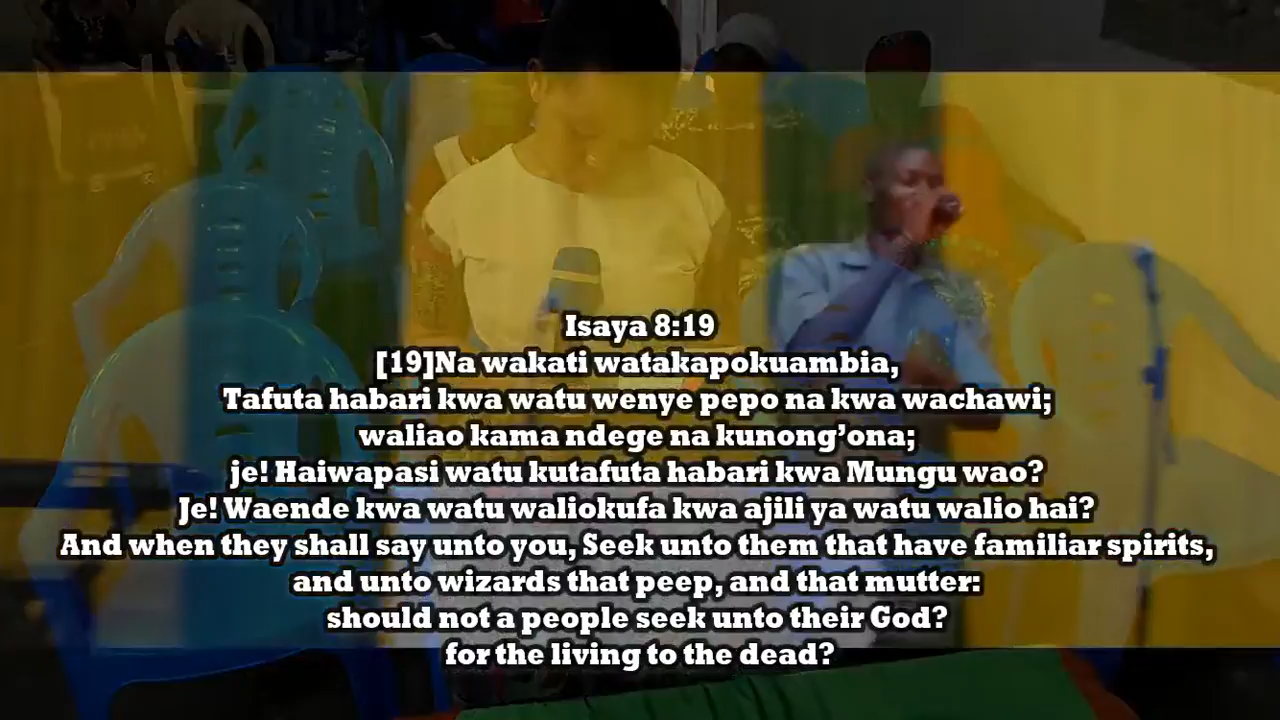 Isaya 8:19
[19]Na wakati watakapokuambia,
Tafuta habari kwa watu wenye pepo na kwa wachawi;
waliao kama ndege na kunong'ona;
je! Haiwapasi watu kutafuta habari kwa Mungu wao?
Je! Waende kwa watu waliokufa kwa ajili ya watu walio hai?
And when they shall say unto you, Seek unto them that have familiar spirits,
and unto wizards that peep, and that mutter:
should not a people seek unto their God?
for the living to the dead?